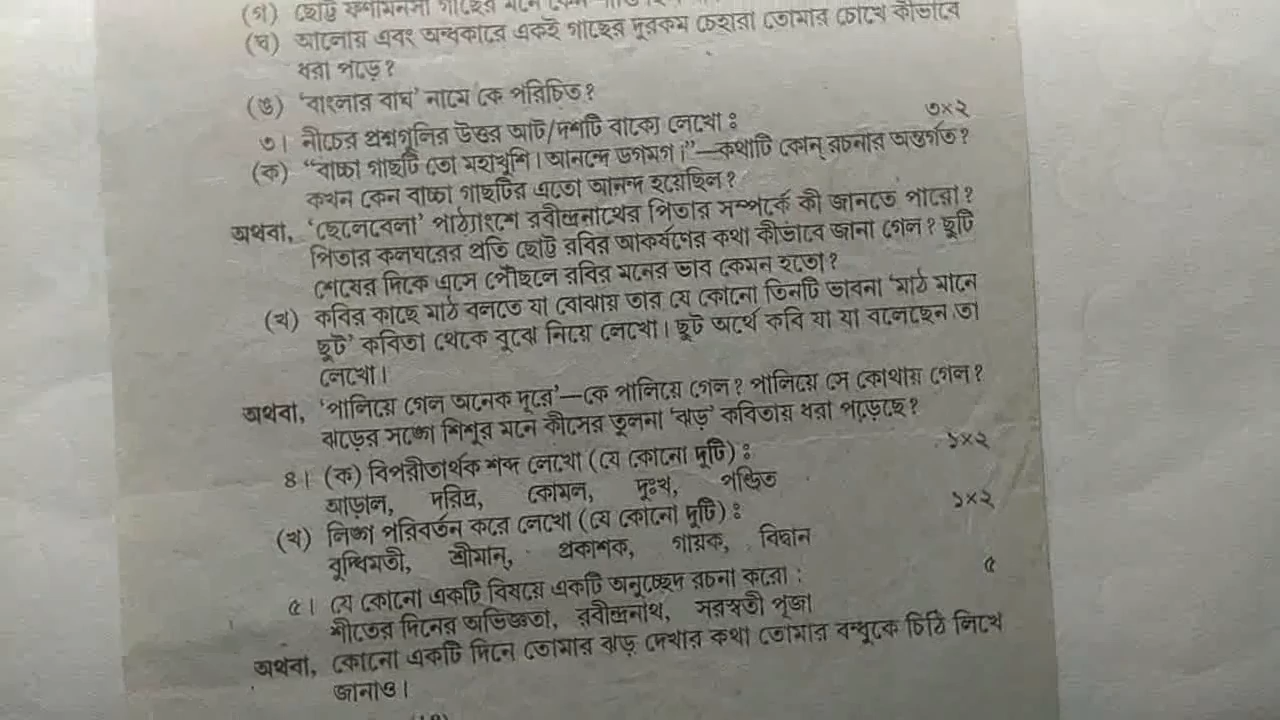 (গ) ছোট্ট ফণীমনসা গাছের মনে
(ঘ) আলোয় এবং অন্ধকারে একই গাছের দুরকম চেহারা তোমার চোখে কীভাবে
ধরা পড়ে?
(ঙ) 'বাংলার বাঘ' নামে কে পরিচিত?
৩। নীচের প্রশ্নগুলির উত্তর আট/দশটি বাক্যে লেখো : ৩×২
(ক) “বাচ্চা গাছটি তো মহাখুশি। আনন্দে ডগমগ।”—কথাটি কোন্ রচনার অন্তর্গত?
কখন কেন বাচ্চা গাছটির এতো আনন্দ হয়েছিল?
অথবা, 'ছেলেবেলা' পাঠ্যাংশে রবীন্দ্রনাথের পিতার সম্পর্কে কী জানতে পারো?
পিতার কলঘরের প্রতি ছোট্ট রবির আকর্ষণের কথা কীভাবে জানা গেল? ছুটি
শেষের দিকে এসে পৌঁছলে রবির মনের ভাব কেমন হতো?
(খ) কবির কাছে মাঠ বলতে যা বোঝায় তার যে কোনো তিনটি ভাবনা 'মাঠ মানে
ছুট' কবিতা থেকে বুঝে নিয়ে লেখো। ছুট অর্থে কবি যা যা বলেছেন তা
লেখো।
অথবা, 'পালিয়ে গেল অনেক দূরে'—কে পালিয়ে গেল? পালিয়ে সে কোথায় গেল?
ঝড়ের সঙ্গে শিশুর মনে কীসের তুলনা 'ঝড়' কবিতায় ধরা পড়েছে?
৪। (ক) বিপরীতার্থক শব্দ লেখো (যে কোনো দুটি) : ১×২
আড়াল, দরিদ্র, কোমল, দুঃখ, পণ্ডিত
(খ) লিঙ্গ পরিবর্তন করে লেখো (যে কোনো দুটি) : ১×২
বুদ্ধিমতী, শ্রীমান্, প্রকাশক, গায়ক, বিদ্বান
৫। যে কোনো একটি বিষয়ে একটি অনুচ্ছেদ রচনা করো : ৫
শীতের দিনের অভিজ্ঞতা, রবীন্দ্রনাথ, সরস্বতী পূজা
অথবা, কোনো একটি দিনে তোমার ঝড় দেখার কথা তোমার বন্ধুকে চিঠি লিখে
জানাও।